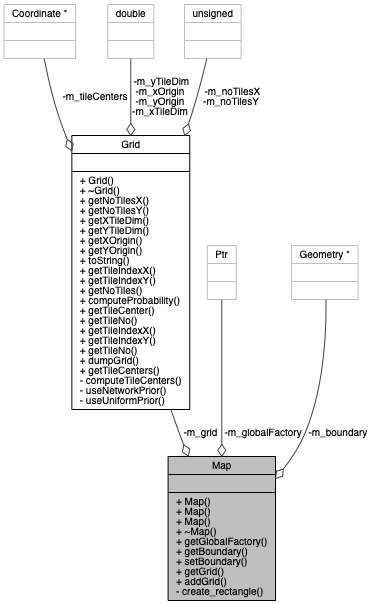 Coordinate *
double
unsigned
-m_tileCenters
-m_yTileDim
-m_xOrigin
-m_yOrigin
-m_xTileDim
-m_noTilesX
-m_noTilesY
Grid
+ Grid()
+ ~Grid()
+ getNoTilesX()
+ getNoTilesY()
+ getXTileDim()
+ getYTileDim()
+ getXOrigin()
+ getYOrigin()
+ toString()
+ getTileIndexX()
+ getTileIndexY()
+ getNoTiles()
+ computeProbability()
+ getTileCenter()
+ getTileNo()
+ getTileIndexX()
+ getTileIndexY()
+ getTileNo()
+ dumpGrid()
+ getTileCenters()
- computeTileCenters()
- useNetworkPrior()
- useUniformPrior()
Ptr
Geometry *
-m_grid
-m_globalFactory
-m_boundary
Map
+ Map()
+ Map()
+ Map()
+ ~Map()
+ getGlobalFactory()
+ getBoundary()
+ setBoundary()
+ getGrid()
+ addGrid()
- create_rectangle()